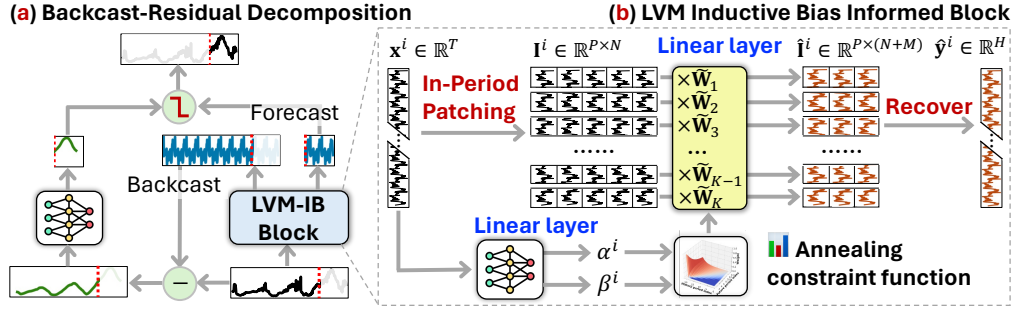 (a) Backcast-Residual Decomposition
Forecast
Backcast
LVM-IB
Block
−
(b) LVM Inductive Bias Informed Block
x^i ∈ ℝ^T
I^i ∈ ℝ^{P×N}
Linear layer
Î^i ∈ ℝ^{P×(N+M)}
ŷ^i ∈ ℝ^H
In-Period
Patching
×W̃_1
×W̃_2
×W̃_3
...
×W̃_{K−1}
×W̃_K
......
......
Recover
Linear layer
α^i
β^i
Annealing
constraint function